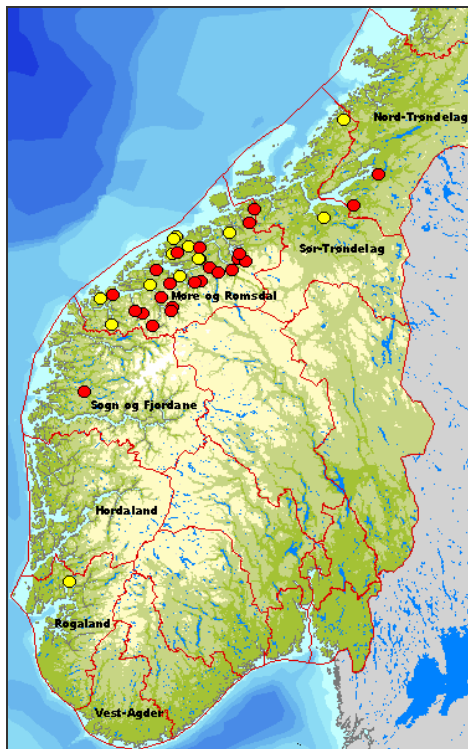 Nord-Trøndelag
Sør-Trøndelag
Møre og Romsdal
Sogn og Fjordane
Hordaland
Rogaland
Vest-Agder